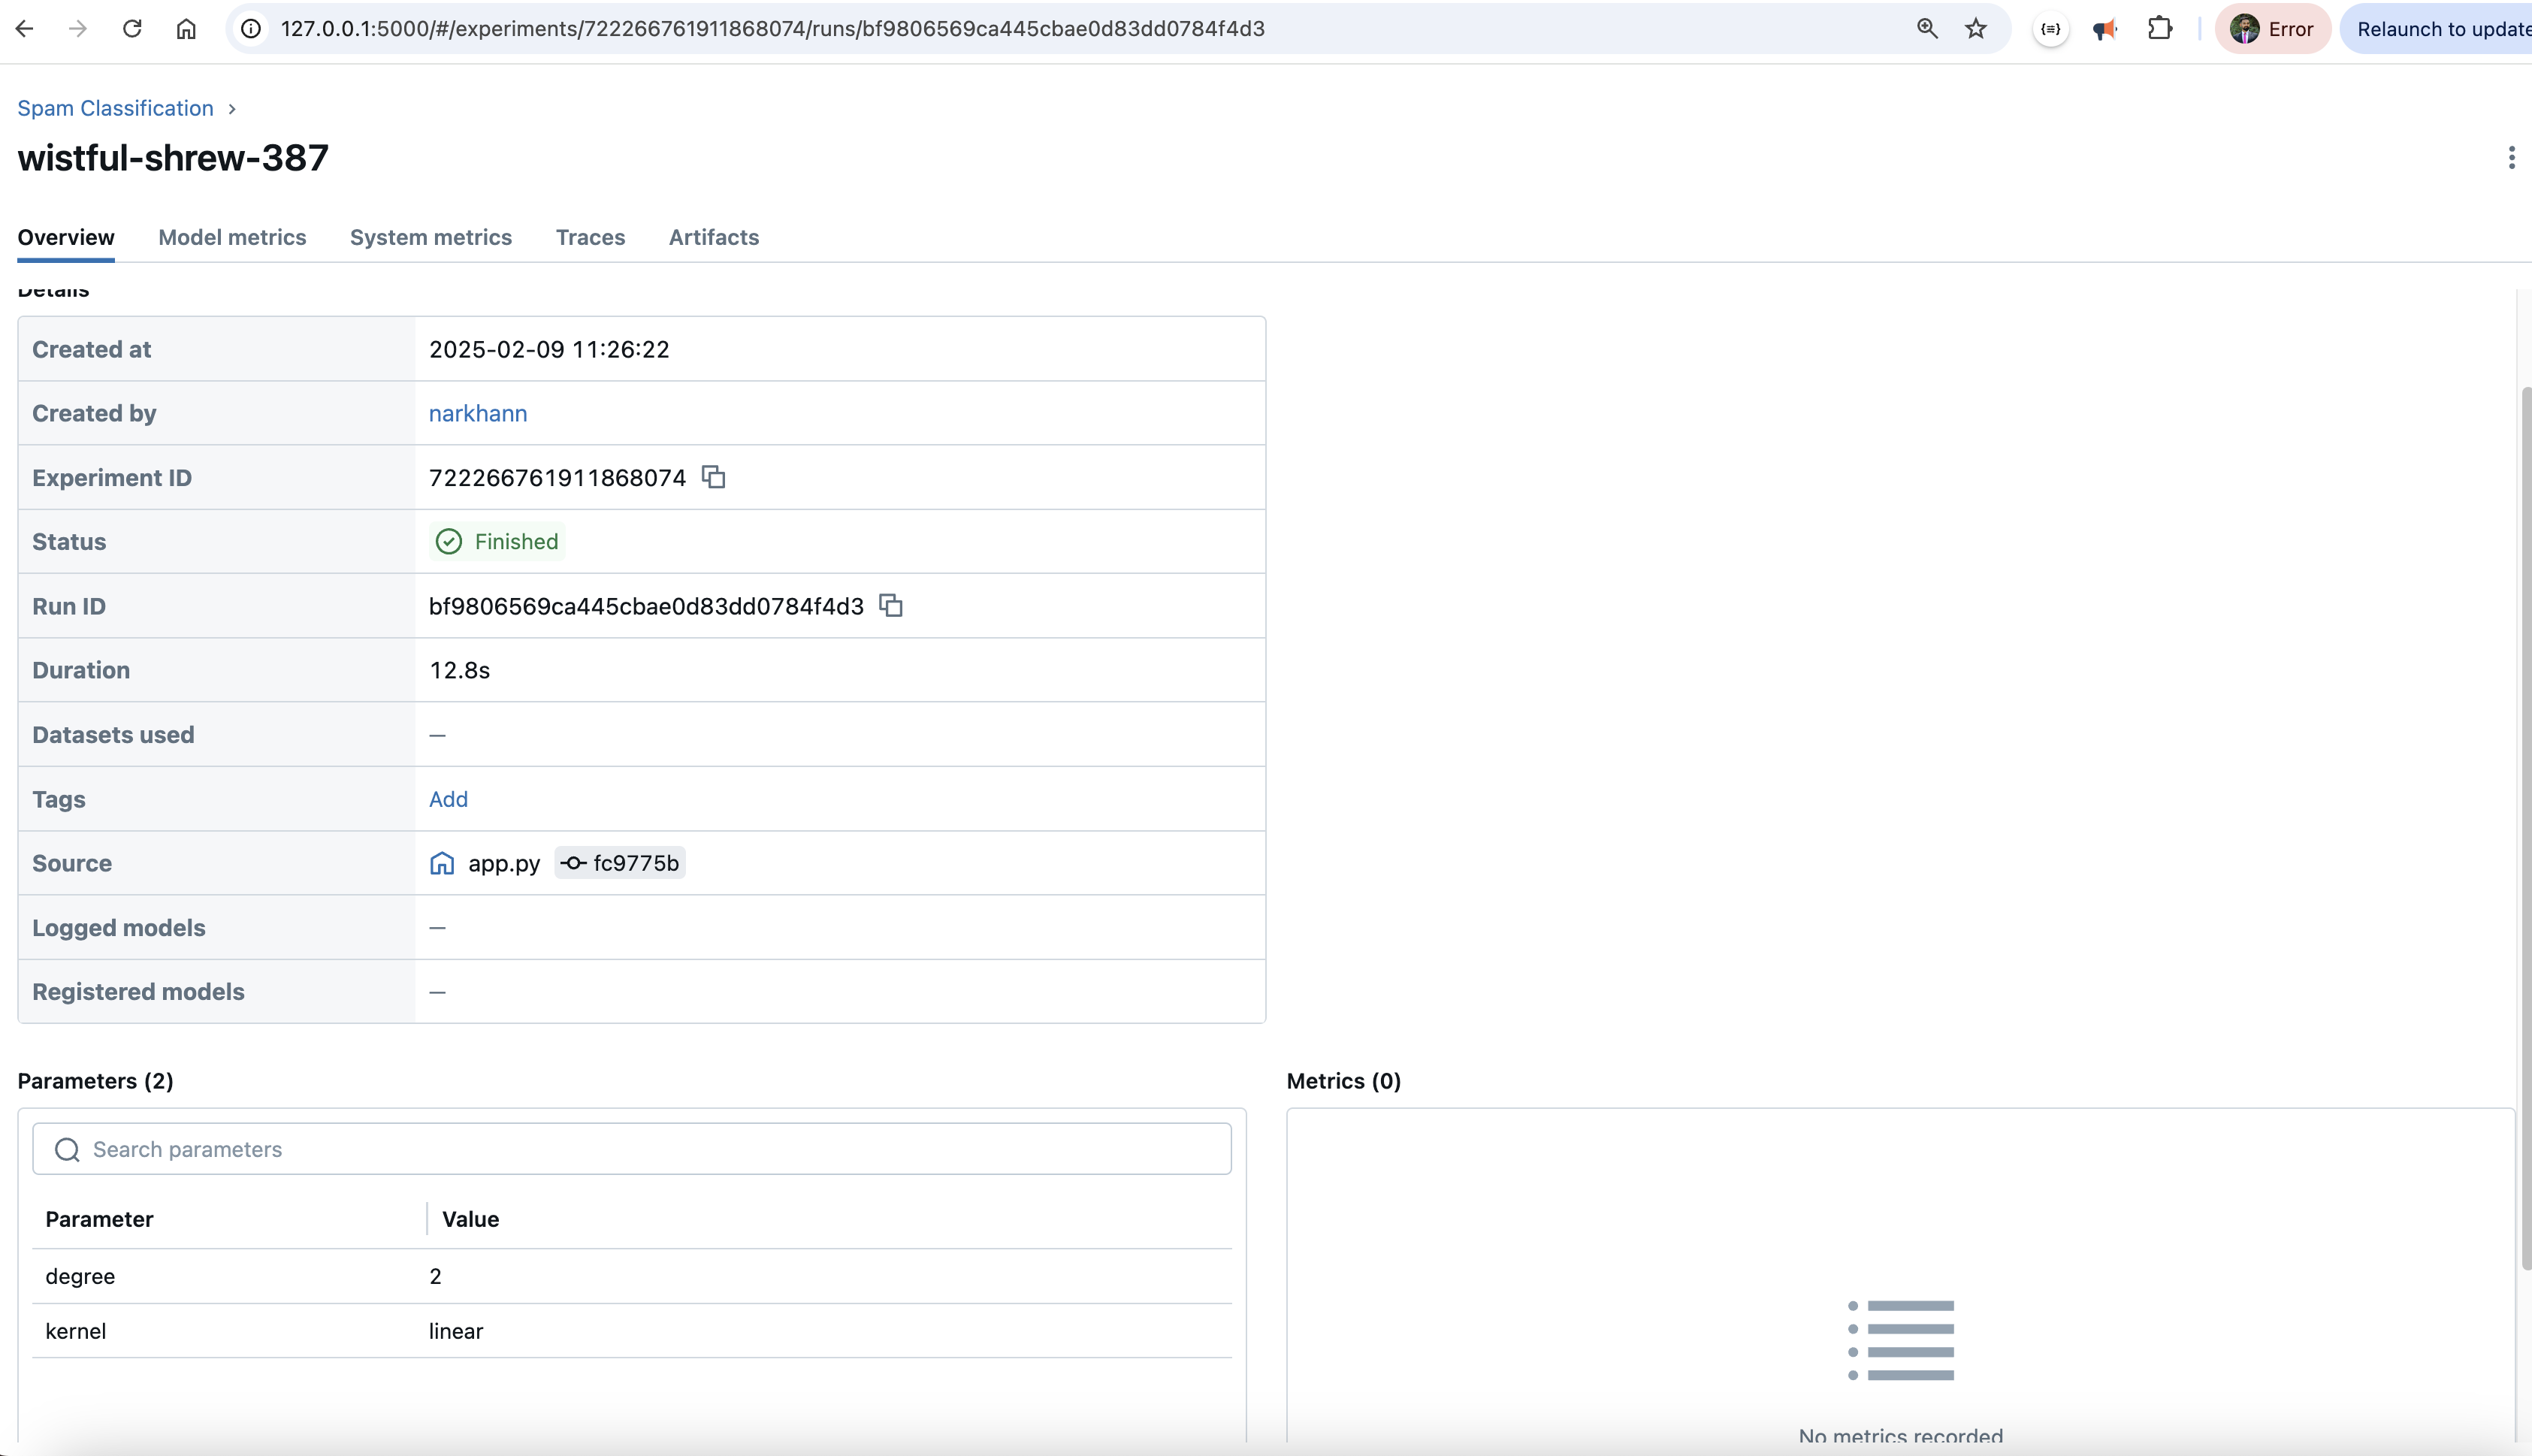 127.0.0.1:5000/#/experiments/722266761911868074/runs/bf9806569ca445cbae0d83dd0784f4d3
Error
Relaunch to update
Spam Classification
wistful-shrew-387
Overview Model metrics System metrics Traces Artifacts
Details
Created at 2025-02-09 11:26:22
Created by narkhann
Experiment ID 722266761911868074
Status Finished
Run ID bf9806569ca445cbae0d83dd0784f4d3
Duration 12.8s
Datasets used —
Tags Add
Source app.py fc9775b
Logged models —
Registered models —
Parameters (2)
Search parameters
Parameter Value
degree 2
kernel linear
Metrics (0)
No metrics recorded